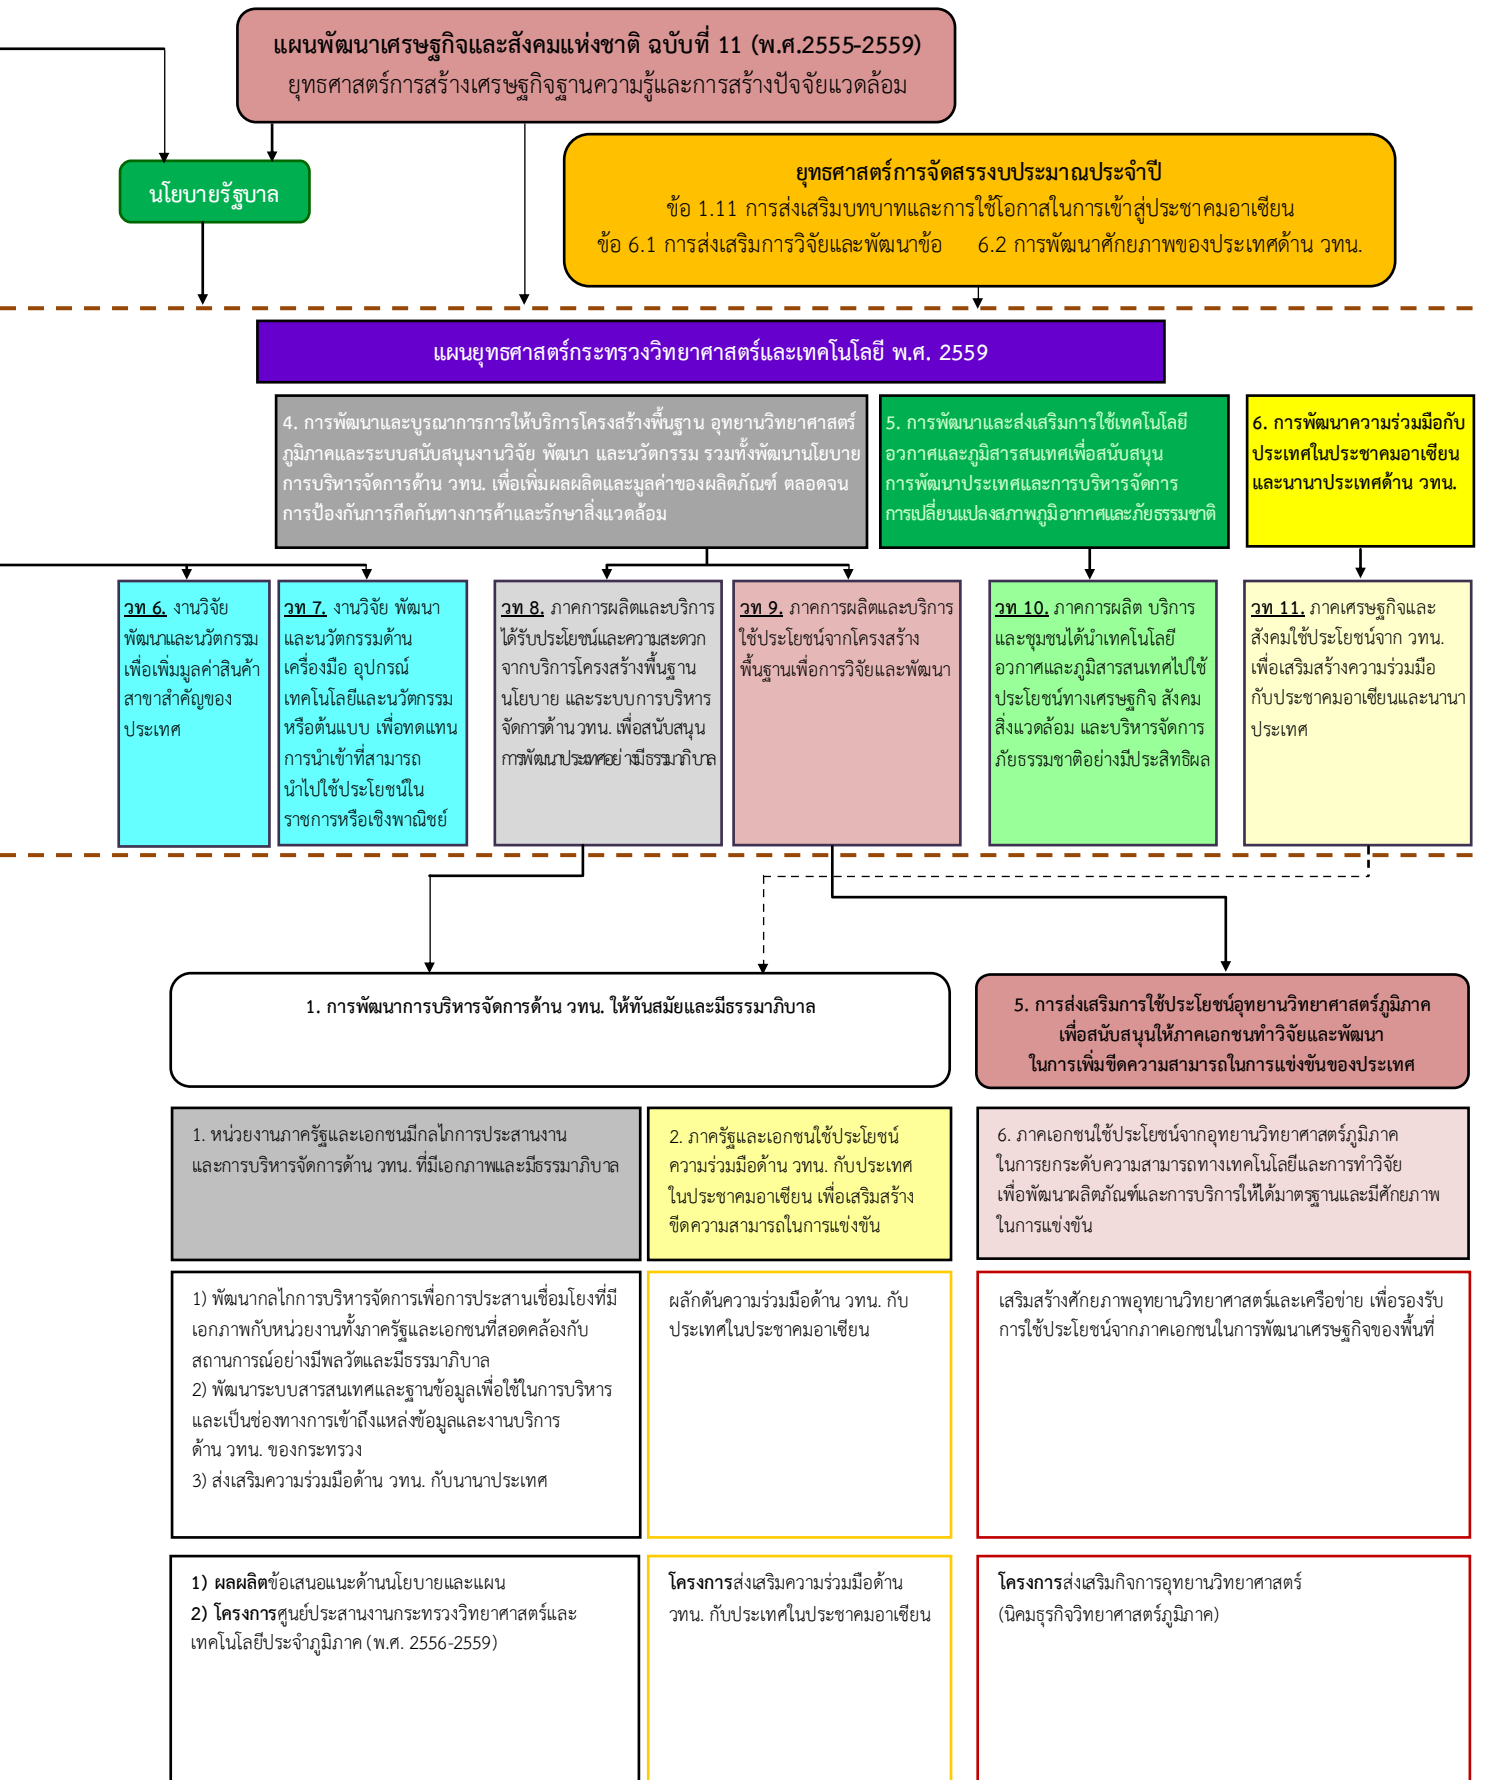 แผนพัฒนาเศรษฐกิจและสังคมแห่งชาติ ฉบับที่ 11 (พ.ศ.2555-2559)
ยุทธศาสตร์การสร้างเศรษฐกิจฐานความรู้และการสร้างปัจจัยแวดล้อม
นโยบายรัฐบาล
ยุทธศาสตร์การจัดสรรงบประมาณประจำปี
ข้อ 1.11 การส่งเสริมบทบาทและการใช้โอกาสในการเข้าสู่ประชาคมอาเซียน
ข้อ 6.1 การส่งเสริมการวิจัยและพัฒนาข้อ 6.2 การพัฒนาศักยภาพของประเทศด้าน วทน.
แผนยุทธศาสตร์กระทรวงวิทยาศาสตร์และเทคโนโลยี พ.ศ. 2559
4. การพัฒนาและบูรณาการการให้บริการโครงสร้างพื้นฐาน อุทยานวิทยาศาสตร์
ภูมิภาคและระบบสนับสนุนงานวิจัย พัฒนา และนวัตกรรม รวมทั้งพัฒนานโยบาย
การบริหารจัดการด้าน วทน. เพื่อเพิ่มผลผลิตและมูลค่าของผลิตภัณฑ์ ตลอดจน
การป้องกันการกีดกันทางการค้าและรักษาสิ่งแวดล้อม
5. การพัฒนาและส่งเสริมการใช้เทคโนโลยี
อวกาศและภูมิสารสนเทศเพื่อสนับสนุน
การพัฒนาประเทศและการบริหารจัดการ
การเปลี่ยนแปลงสภาพภูมิอากาศและภัยธรรมชาติ
6. การพัฒนาความร่วมมือกับ
ประเทศในประชาคมอาเซียน
และนานาประเทศด้าน วทน.
วท 6. งานวิจัย
พัฒนาและนวัตกรรม
เพื่อเพิ่มมูลค่าสินค้า
สาขาสำคัญของ
ประเทศ
วท 7. งานวิจัย พัฒนา
และนวัตกรรมด้าน
เครื่องมือ อุปกรณ์
เทคโนโลยีและนวัตกรรม
หรือต้นแบบ เพื่อทดแทน
การนำเข้าที่สามารถ
นำไปใช้ประโยชน์ใน
ราชการหรือเชิงพาณิชย์
วท 8. ภาคการผลิตและบริการ
ได้รับประโยชน์และความสะดวก
จากบริการโครงสร้างพื้นฐาน
นโยบาย และระบบการบริหาร
จัดการด้าน วทน. เพื่อสนับสนุน
การพัฒนาประเทศอย่างมีธรรมาภิบาล
วท 9. ภาคการผลิตและบริการ
ใช้ประโยชน์จากโครงสร้าง
พื้นฐานเพื่อการวิจัยและพัฒนา
วท 10. ภาคการผลิต บริการ
และชุมชนได้นำเทคโนโลยี
อวกาศและภูมิสารสนเทศไปใช้
ประโยชน์ทางเศรษฐกิจ สังคม
สิ่งแวดล้อม และบริหารจัดการ
ภัยธรรมชาติอย่างมีประสิทธิผล
วท 11. ภาคเศรษฐกิจและ
สังคมใช้ประโยชน์จาก วทน.
เพื่อเสริมสร้างความร่วมมือ
กับประชาคมอาเซียนและนานา
ประเทศ
1. การพัฒนาการบริหารจัดการด้าน วทน. ให้ทันสมัยและมีธรรมาภิบาล
5. การส่งเสริมการใช้ประโยชน์อุทยานวิทยาศาสตร์ภูมิภาค
เพื่อสนับสนุนให้ภาคเอกชนทำวิจัยและพัฒนา
ในการเพิ่มขีดความสามารถในการแข่งขันของประเทศ
1. หน่วยงานภาครัฐและเอกชนมีกลไกการประสานงาน
และการบริหารจัดการด้าน วทน. ที่มีเอกภาพและมีธรรมาภิบาล
2. ภาครัฐและเอกชนใช้ประโยชน์
ความร่วมมือด้าน วทน. กับประเทศ
ในประชาคมอาเซียน เพื่อเสริมสร้าง
ขีดความสามารถในการแข่งขัน
6. ภาคเอกชนใช้ประโยชน์จากอุทยานวิทยาศาสตร์ภูมิภาค
ในการยกระดับความสามารถทางเทคโนโลยีและการทำวิจัย
เพื่อพัฒนาผลิตภัณฑ์และการบริการให้ได้มาตรฐานและมีศักยภาพ
ในการแข่งขัน
1) พัฒนากลไกการบริหารจัดการเพื่อการประสานเชื่อมโยงที่มี
เอกภาพกับหน่วยงานทั้งภาครัฐและเอกชนที่สอดคล้องกับ
สถานการณ์อย่างมีพลวัตและมีธรรมาภิบาล
2) พัฒนาระบบสารสนเทศและฐานข้อมูลเพื่อใช้ในการบริหาร
และเป็นช่องทางการเข้าถึงแหล่งข้อมูลและงานบริการ
ด้าน วทน. ของกระทรวง
3) ส่งเสริมความร่วมมือด้าน วทน. กับนานาประเทศ
ผลักดันความร่วมมือด้าน วทน. กับ
ประเทศในประชาคมอาเซียน
เสริมสร้างศักยภาพอุทยานวิทยาศาสตร์และเครือข่าย เพื่อรองรับ
การใช้ประโยชน์จากภาคเอกชนในการพัฒนาเศรษฐกิจของพื้นที่
1) ผลผลิตข้อเสนอแนะด้านนโยบายและแผน
2) โครงการศูนย์ประสานงานกระทรวงวิทยาศาสตร์และ
เทคโนโลยีประจำภูมิภาค (พ.ศ. 2556-2559)
โครงการส่งเสริมความร่วมมือด้าน
วทน. กับประเทศในประชาคมอาเซียน
โครงการส่งเสริมกิจการอุทยานวิทยาศาสตร์
(นิคมธุรกิจวิทยาศาสตร์ภูมิภาค)